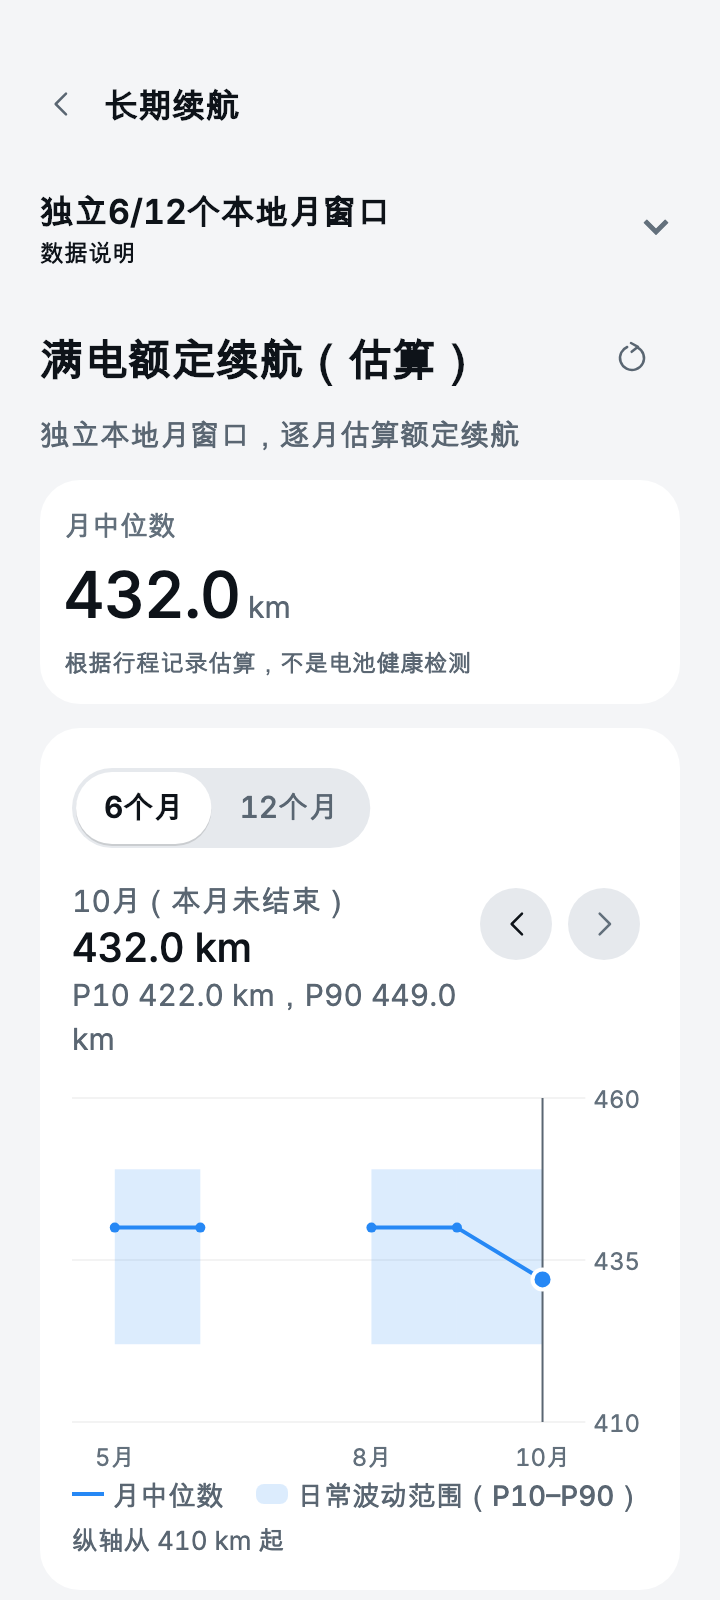 长期续航
独立6/12个本地月窗口
数据说明
满电额定续航（估算）
独立本地月窗口，逐月估算额定续航
月中位数
432.0 km
根据行程记录估算，不是电池健康检测
6个月 12个月
10月（本月未结束）
432.0 km
P10 422.0 km，P90 449.0
km
460
435
410
5月 8月 10月
月中位数 日常波动范围（P10–P90）
纵轴从 410 km 起